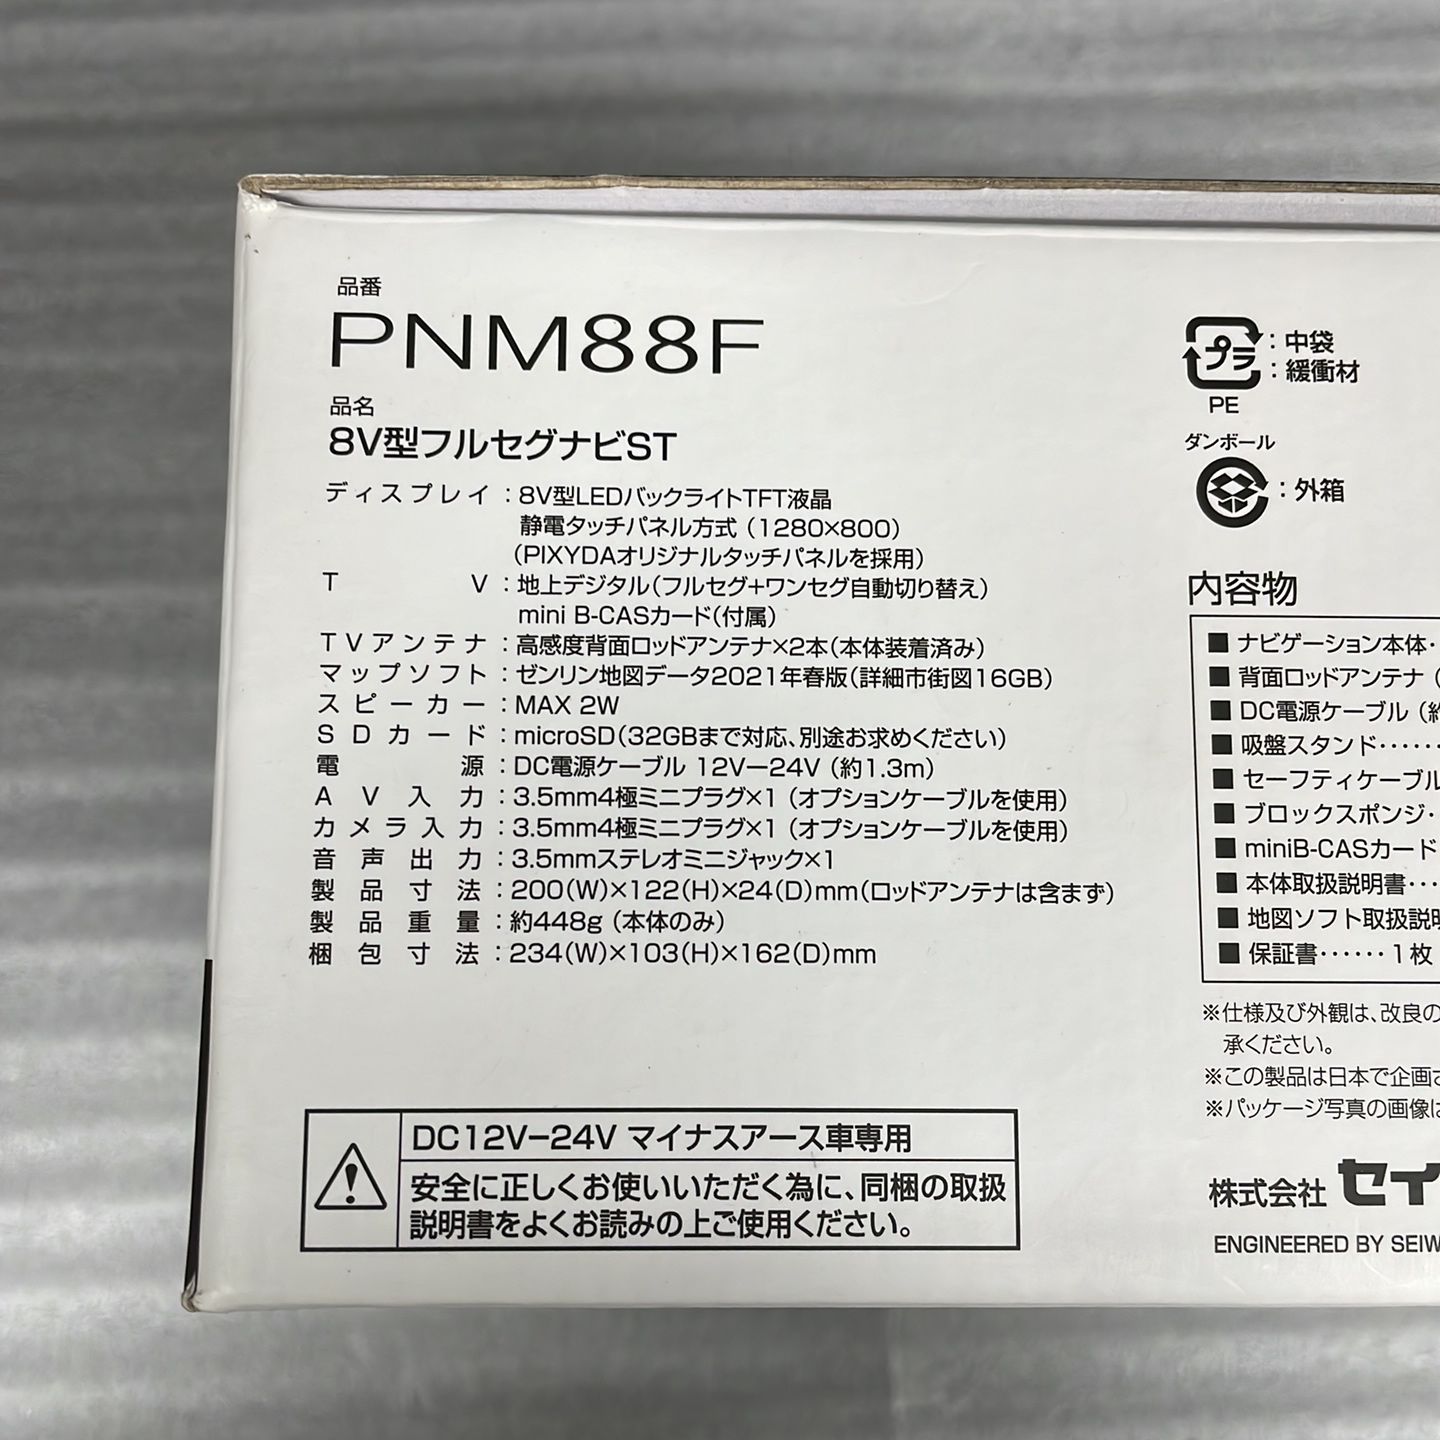 品番
PNM88F
品名
8V型フルセグナビST
ディスプレイ：8V型LEDバックライトTFT液晶
静電タッチパネル方式（1280×800）
（PIXYDAオリジナルタッチパネルを採用）
TV：地上デジタル（フルセグ+ワンセグ自動切り替え）
mini B-CASカード（付属）
TVアンテナ：高感度背面ロッドアンテナ×2本（本体装着済み）
マップソフト：ゼンリン地図データ2021年春版（詳細市街図16GB）
スピーカー：MAX 2W
SDカード：microSD（32GBまで対応、別途お求めください）
電源：DC電源ケーブル 12V－24V（約1.3m）
AV入力：3.5mm4極ミニプラグ×1（オプションケーブルを使用）
カメラ入力：3.5mm4極ミニプラグ×1（オプションケーブルを使用）
音声出力：3.5mmステレオミニジャック×1
製品寸法：200(W)×122(H)×24(D)mm（ロッドアンテナは含まず）
製品重量：約448g（本体のみ）
梱包寸法：234(W)×103(H)×162(D)mm
DC12V－24V マイナスアース車専用
安全に正しくお使いいただく為に、同梱の取扱
説明書をよくお読みの上ご使用ください。
プラ：中袋
：緩衝材
PE
ダンボール
：外箱
内容物
■ ナビゲーション本体・
■ 背面ロッドアンテナ（
■ DC電源ケーブル（約
■ 吸盤スタンド・・・・・・
■ セーフティケーブル
■ ブロックスポンジ・
■ miniB-CASカード
■ 本体取扱説明書・・・
■ 地図ソフト取扱説明
■ 保証書・・・・・・1枚
※仕様及び外観は、改良の
承ください。
※この製品は日本で企画さ
※パッケージ写真の画像は
株式会社 セイ
ENGINEERED BY SEIW